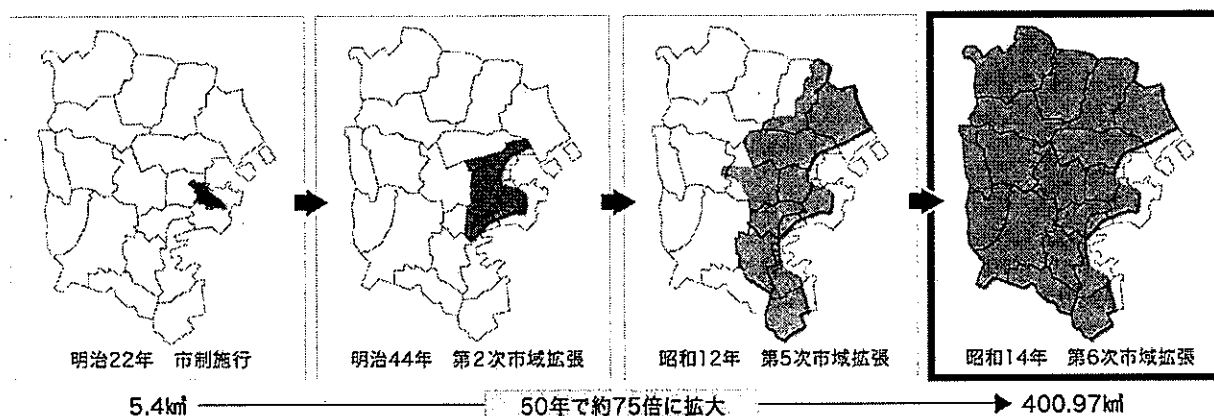 明治22年 市制施行
明治44年 第2次市域拡張
昭和12年 第5次市域拡張
昭和14年 第6次市域拡張
5.4㎢
50年で約75倍に拡大
400.97㎢